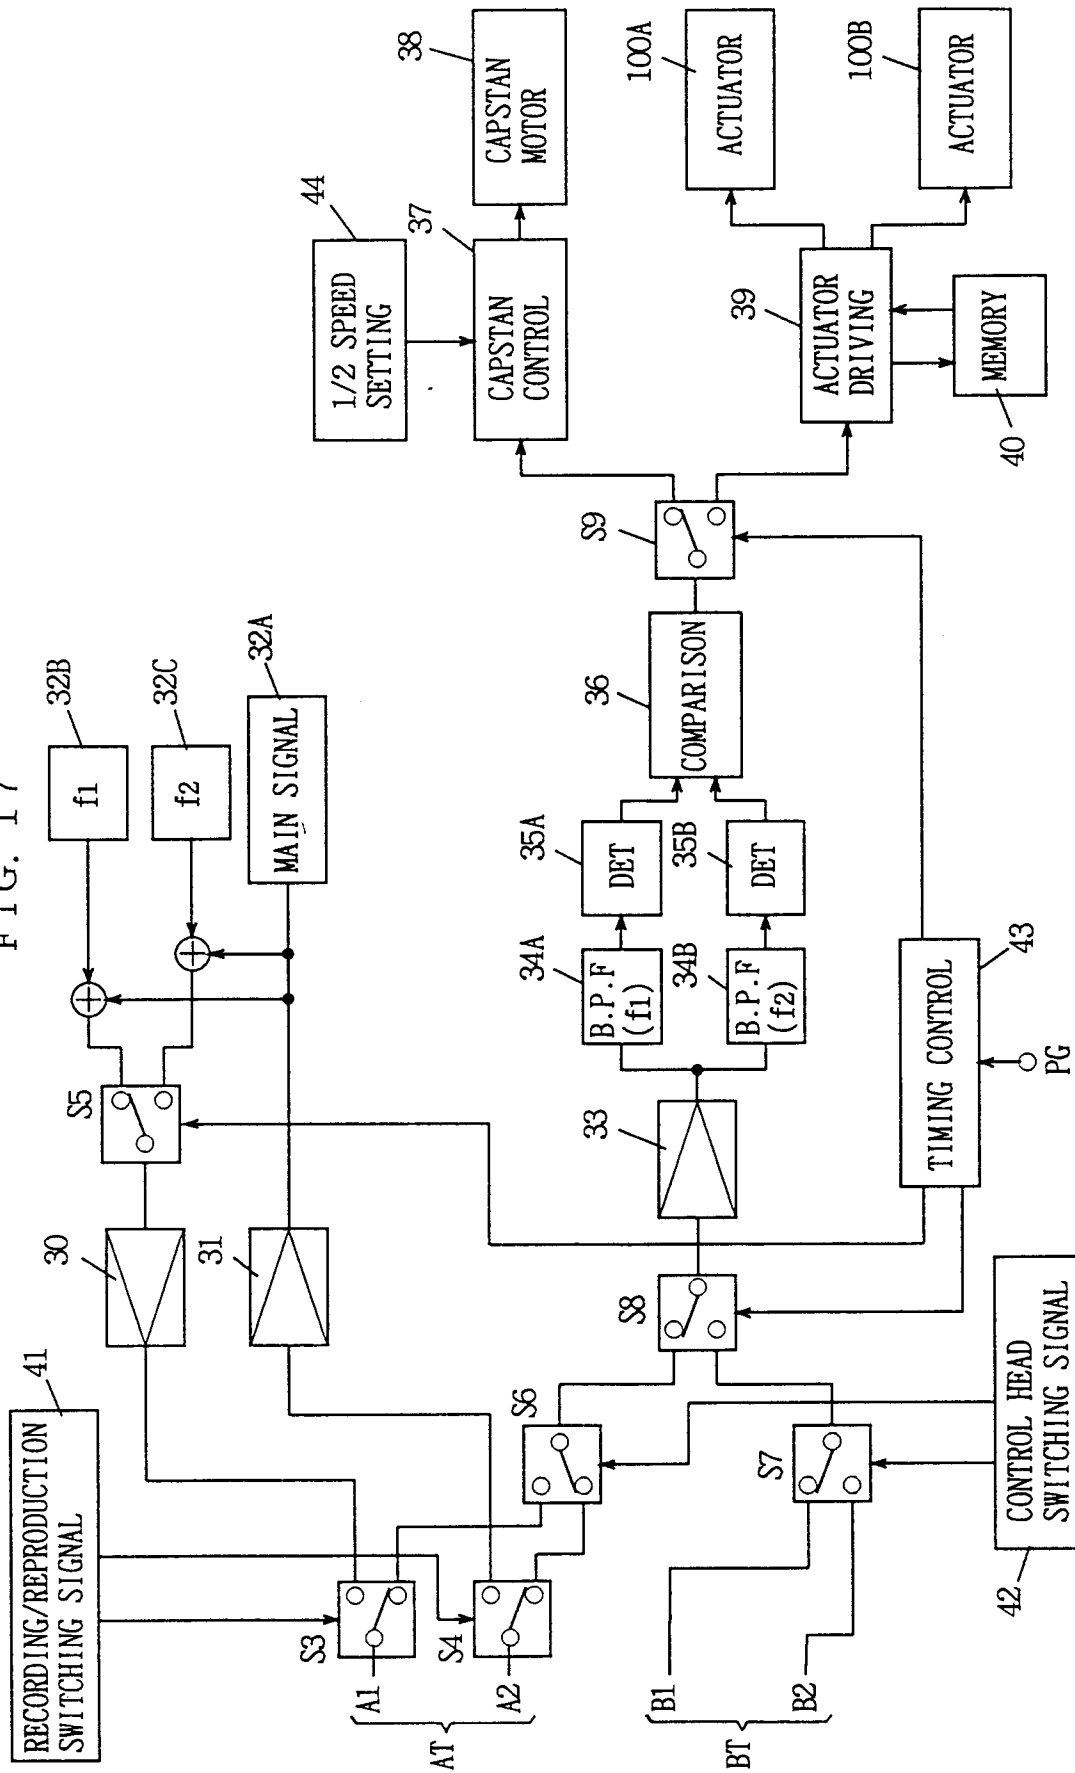 FIG. 17
RECORDING/REPRODUCTION
SWITCHING SIGNAL
41
30
S5
f1
32B
f2
32C
31
MAIN SIGNAL
32A
1/2 SPEED
SETTING
44
CAPSTAN
CONTROL
37
CAPSTAN
MOTOR
38
S3
S4
A1
A2
AT
S6
S8
33
34A
B.P.F
(f1)
34B
B.P.F
(f2)
35A
DET
35B
DET
36
COMPARISON
S9
ACTUATOR
DRIVING
39
MEMORY
40
ACTUATOR
100A
ACTUATOR
100B
B1
B2
BT
S7
CONTROL HEAD
SWITCHING SIGNAL
42
TIMING CONTROL
43
PG